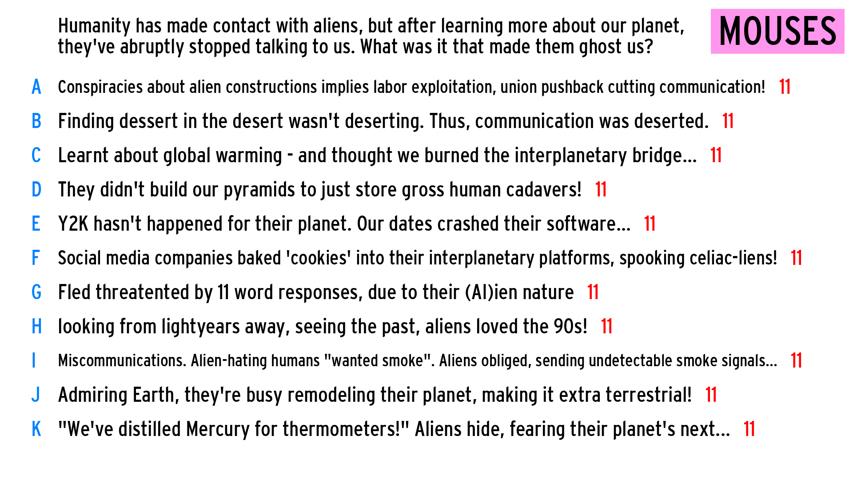 Humanity has made contact with aliens, but after learning more about our planet,
they've abruptly stopped talking to us. What was it that made them ghost us?
MOUSES
A Conspiracies about alien constructions implies labor exploitation, union pushback cutting communication! 11
B Finding dessert in the desert wasn't deserting. Thus, communication was deserted. 11
C Learnt about global warming - and thought we burned the interplanetary bridge... 11
D They didn't build our pyramids to just store gross human cadavers! 11
E Y2K hasn't happened for their planet. Our dates crashed their software... 11
F Social media companies baked 'cookies' into their interplanetary platforms, spooking celiac-liens! 11
G Fled threatented by 11 word responses, due to their (AI)ien nature 11
H looking from lightyears away, seeing the past, aliens loved the 90s! 11
I Miscommunications. Alien-hating humans "wanted smoke". Aliens obliged, sending undetectable smoke signals... 11
J Admiring Earth, they're busy remodeling their planet, making it extra terrestrial! 11
K "We've distilled Mercury for thermometers!" Aliens hide, fearing their planet's next... 11